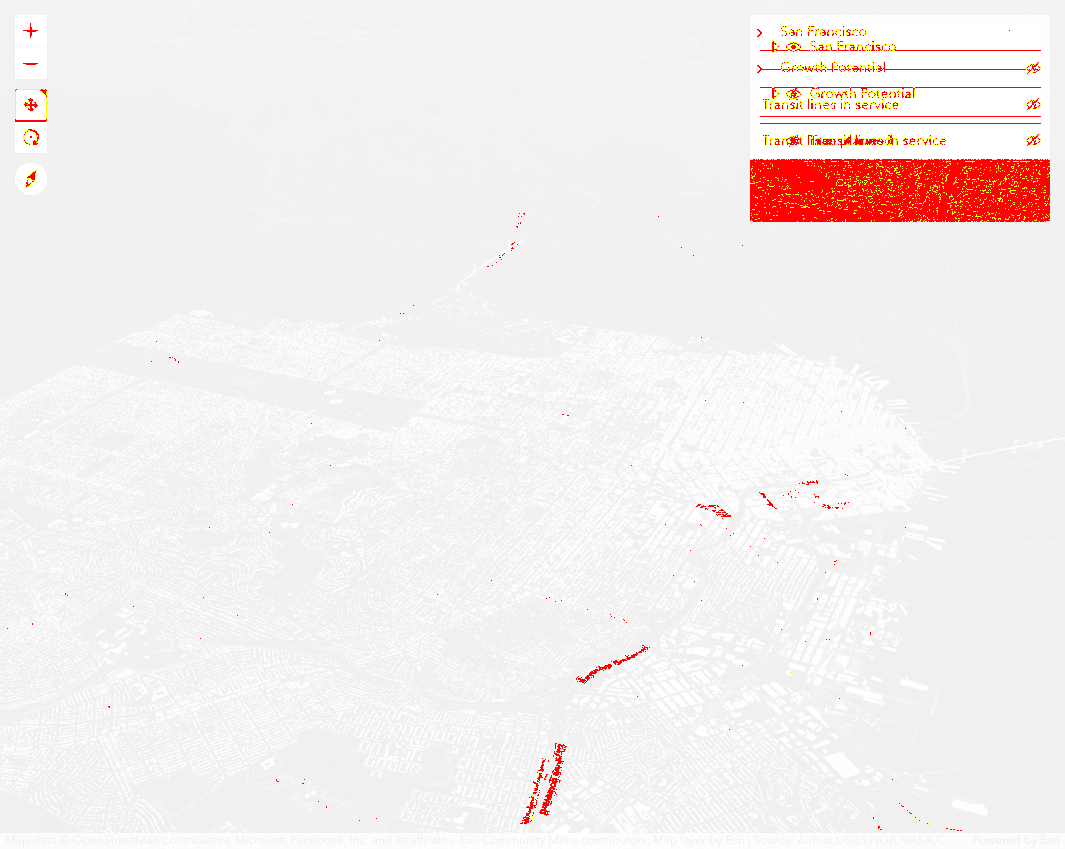 San Francisco
San Francisco
Growth Potential
Growth Potential
Transit lines in service
Transit lines in service
Map data © OpenStreetMap contributors, Microsoft, Facebook, Inc. and its affiliates, Esri Community Maps contributors, Map layer by Esri | Source: Airbus,USGS,NGA,NASA,C... Powered by Esri